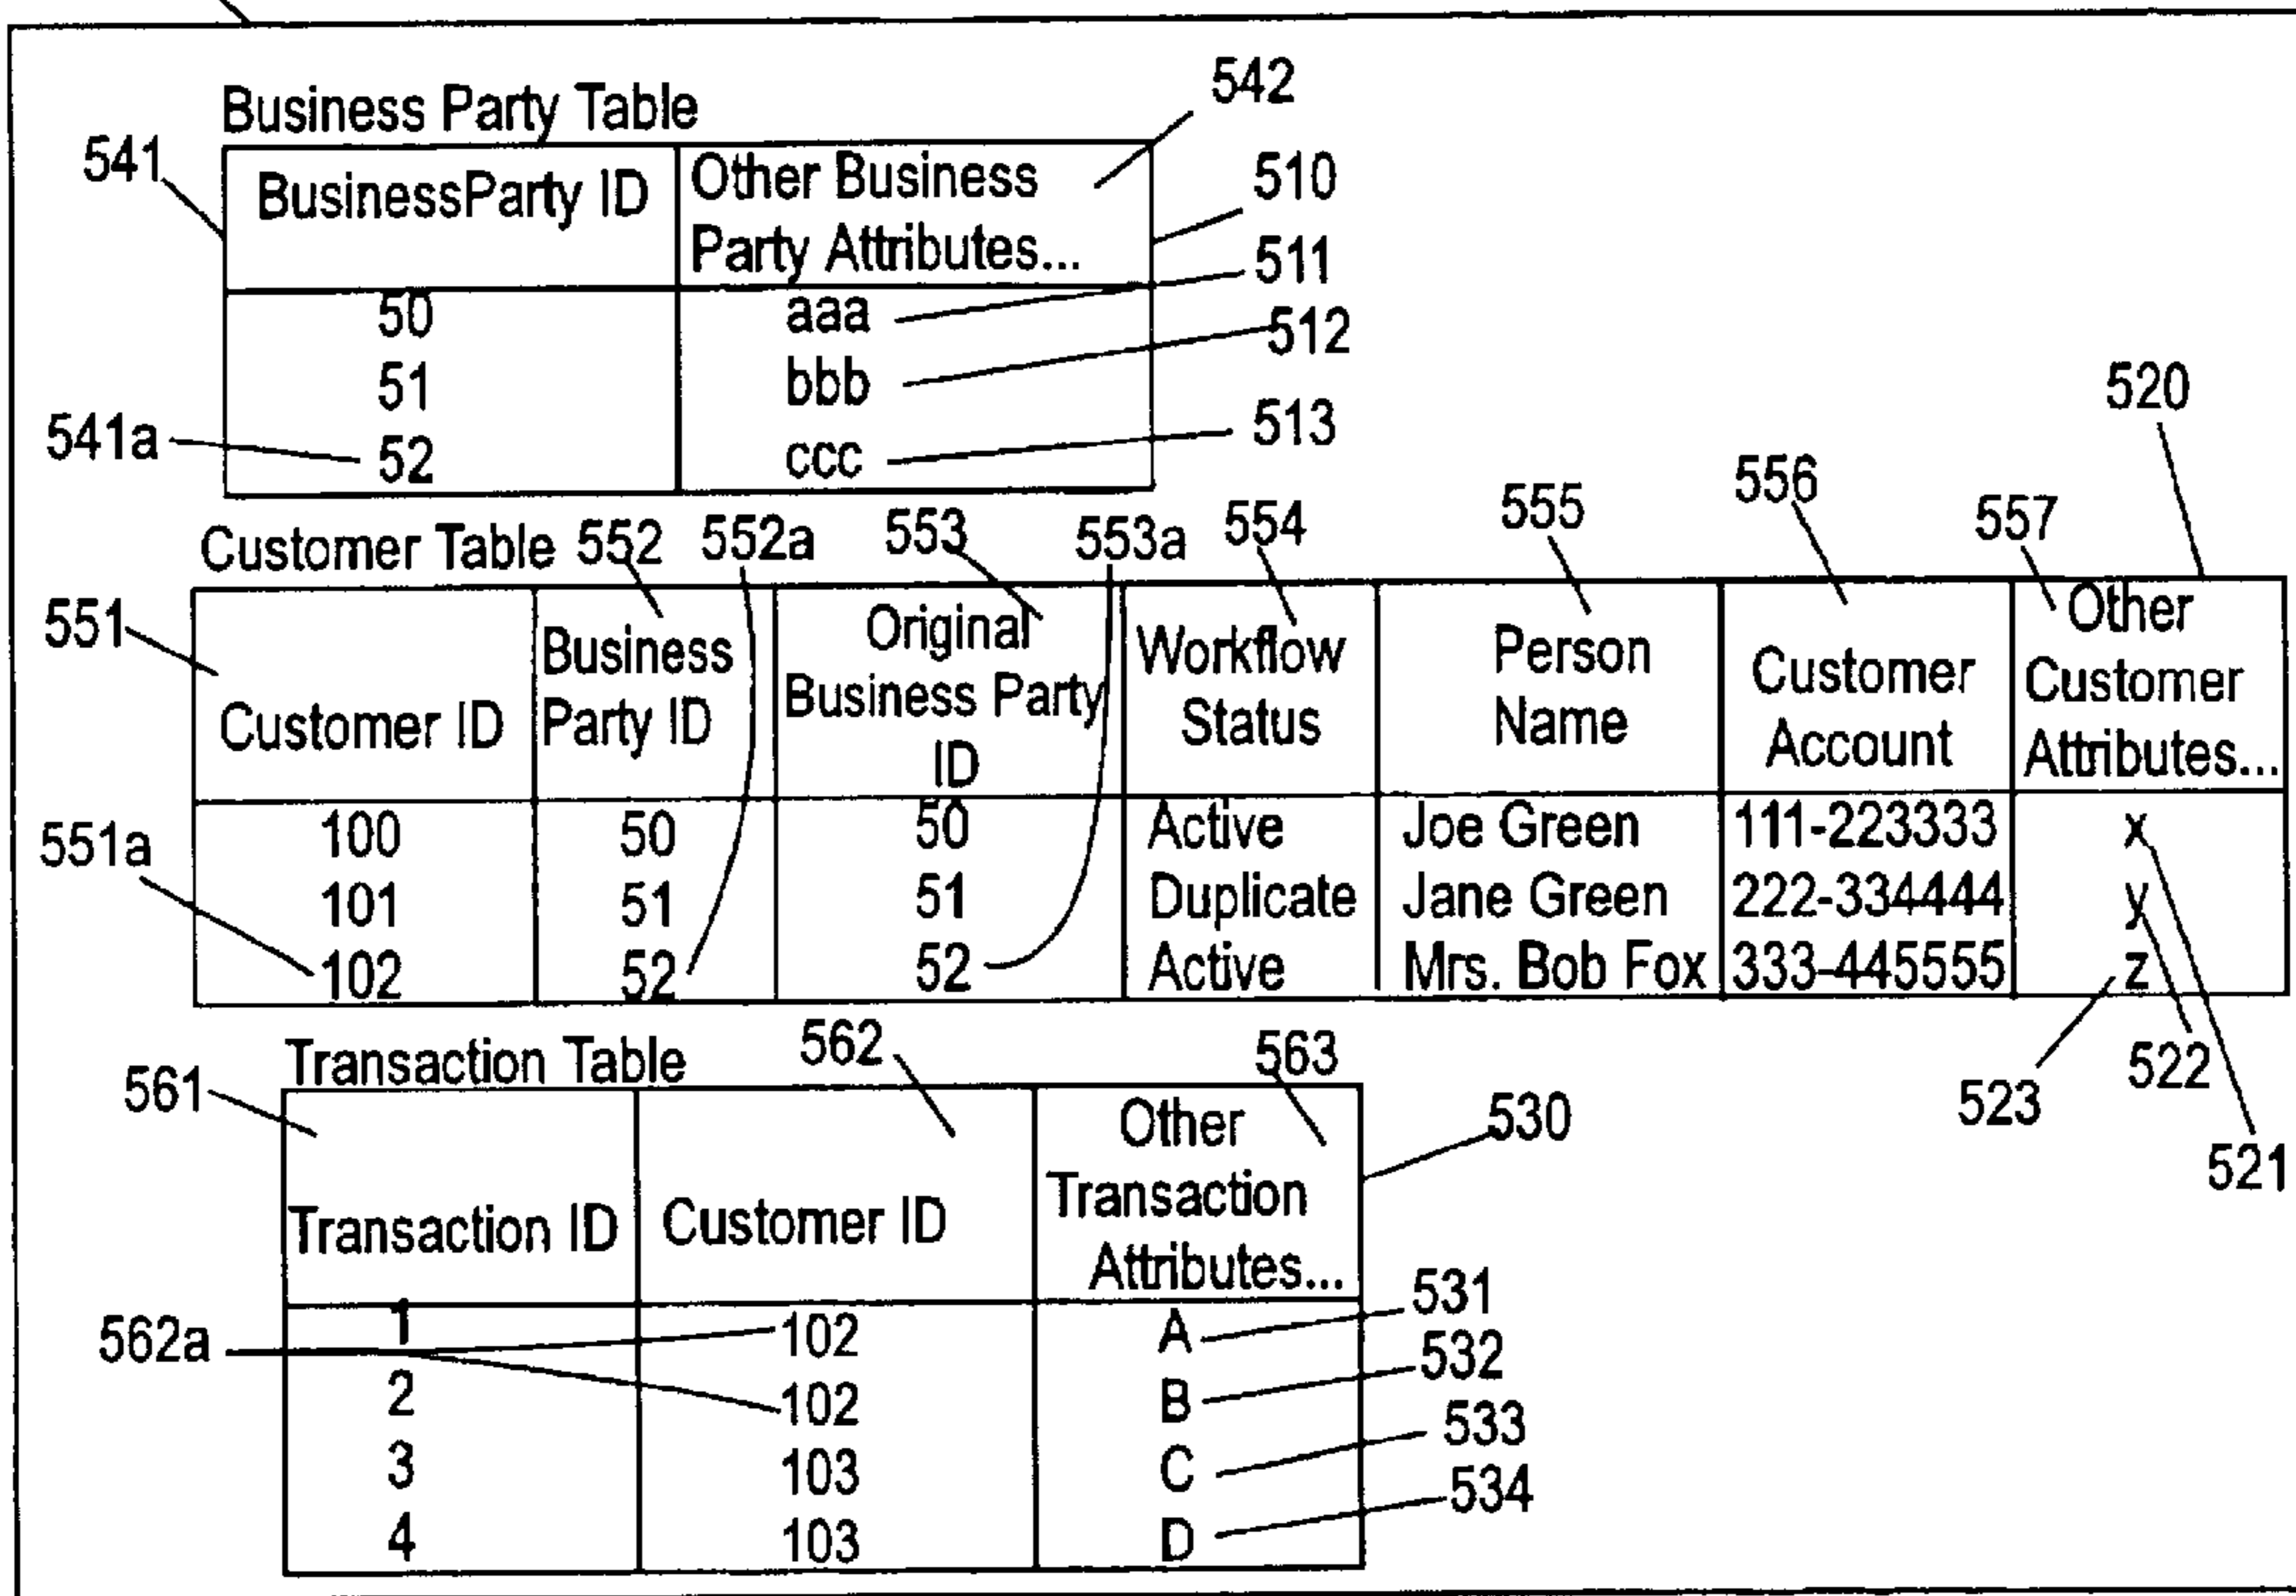 Business Party Table 542
541 BusinessParty ID Other Business Party Attributes... 510
50 aaa 511
51 bbb 512
541a 52 ccc 513
520
Customer Table 552 552a 553 553a 554 555 556 557
551 Customer ID Business Party ID Original Business Party ID Workflow Status Person Name Customer Account Other Customer Attributes...
100 50 50 Active Joe Green 111-223333 x
551a
101 51 51 Duplicate Jane Green 222-334444 y
102 52 52 Active Mrs. Bob Fox 333-445555 z
523 522 521
Transaction Table 562 563
561 Transaction ID Customer ID Other Transaction Attributes... 530
1 102 A 531
562a
2 102 B 532
3 103 C 533
4 103 D 534